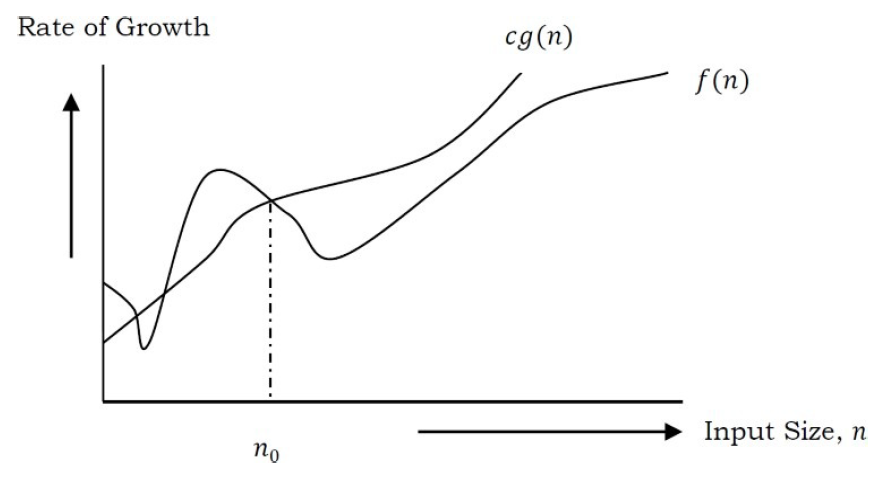 Rate of Growth
cg(n)
f(n)
Input Size, n
n₀